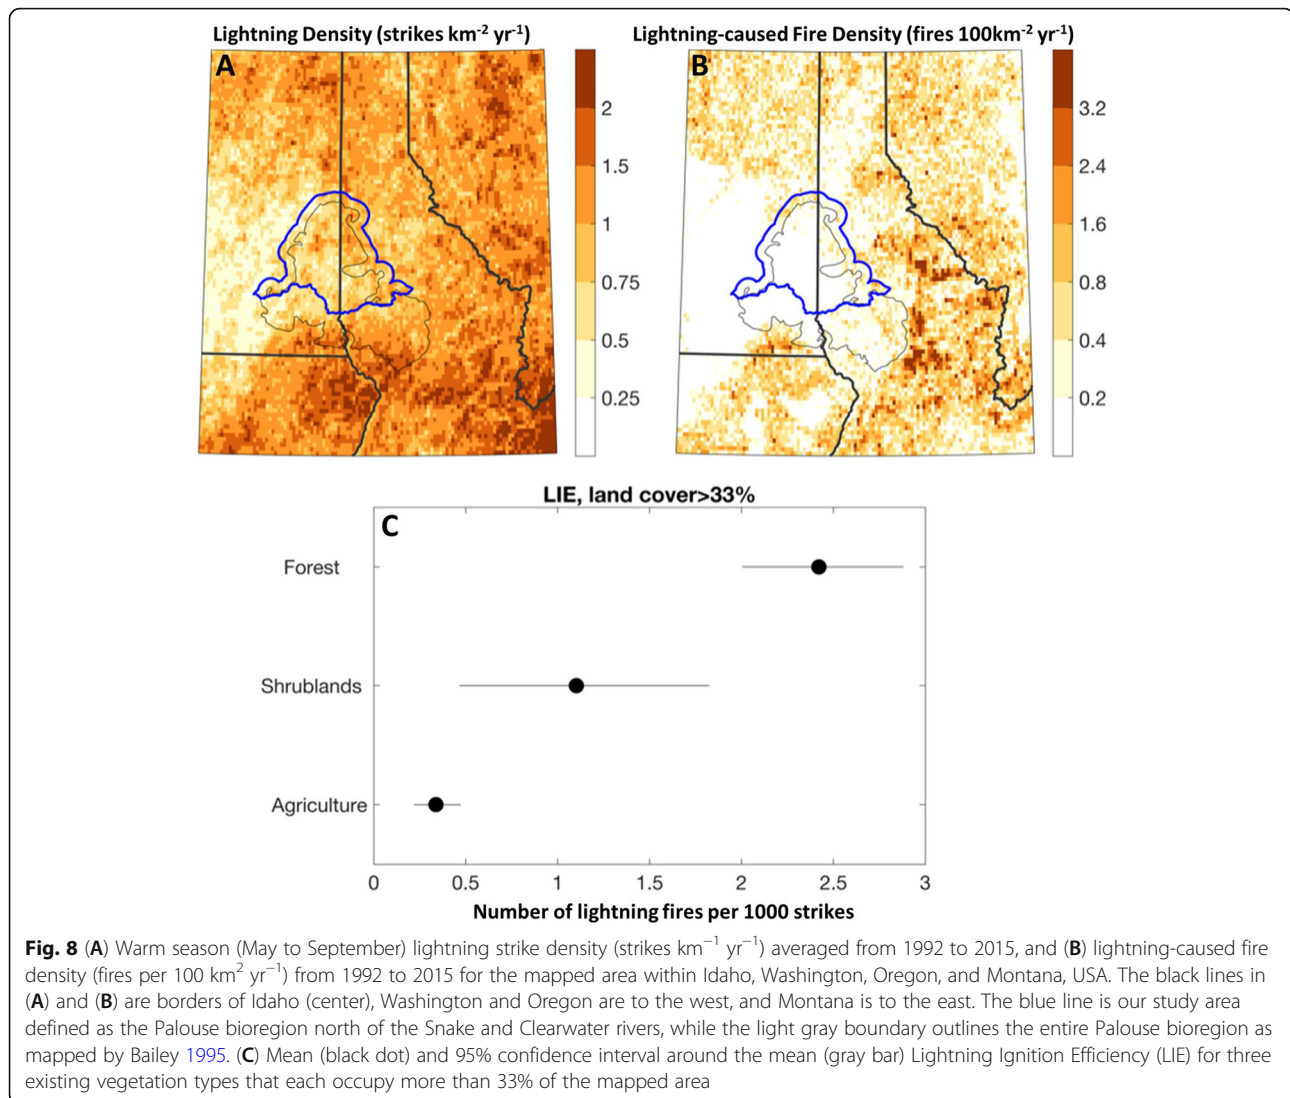 Lightning Density (strikes km⁻² yr⁻¹)
Lightning-caused Fire Density (fires 100km⁻² yr⁻¹)
A
2
1.5
1
0.75
0.5
0.25
B
3.2
2.4
1.6
0.8
0.4
0.2
LIE, land cover>33%
C
Forest
Shrublands
Agriculture
0 0.5 1 1.5 2 2.5 3
Number of lightning fires per 1000 strikes
Fig. 8 (A) Warm season (May to September) lightning strike density (strikes km⁻¹ yr⁻¹) averaged from 1992 to 2015, and (B) lightning-caused fire
density (fires per 100 km² yr⁻¹) from 1992 to 2015 for the mapped area within Idaho, Washington, Oregon, and Montana, USA. The black lines in
(A) and (B) are borders of Idaho (center), Washington and Oregon are to the west, and Montana is to the east. The blue line is our study area
defined as the Palouse bioregion north of the Snake and Clearwater rivers, while the light gray boundary outlines the entire Palouse bioregion as
mapped by Bailey 1995. (C) Mean (black dot) and 95% confidence interval around the mean (gray bar) Lightning Ignition Efficiency (LIE) for three
existing vegetation types that each occupy more than 33% of the mapped area